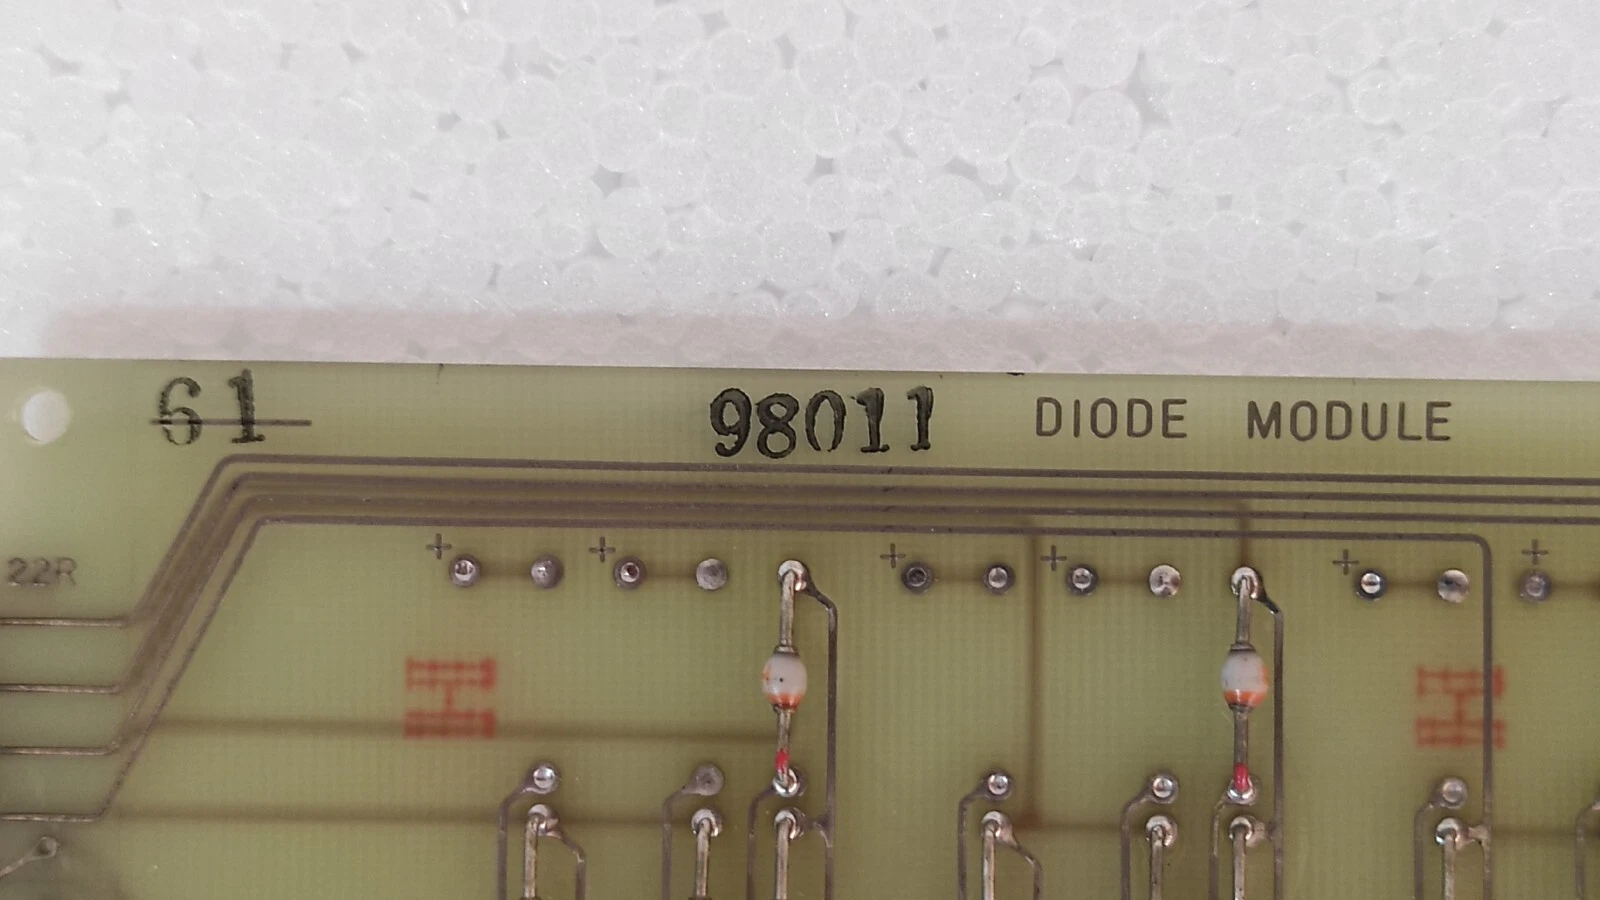 61 98011 DIODE MODULE
22R
+ + + + + +